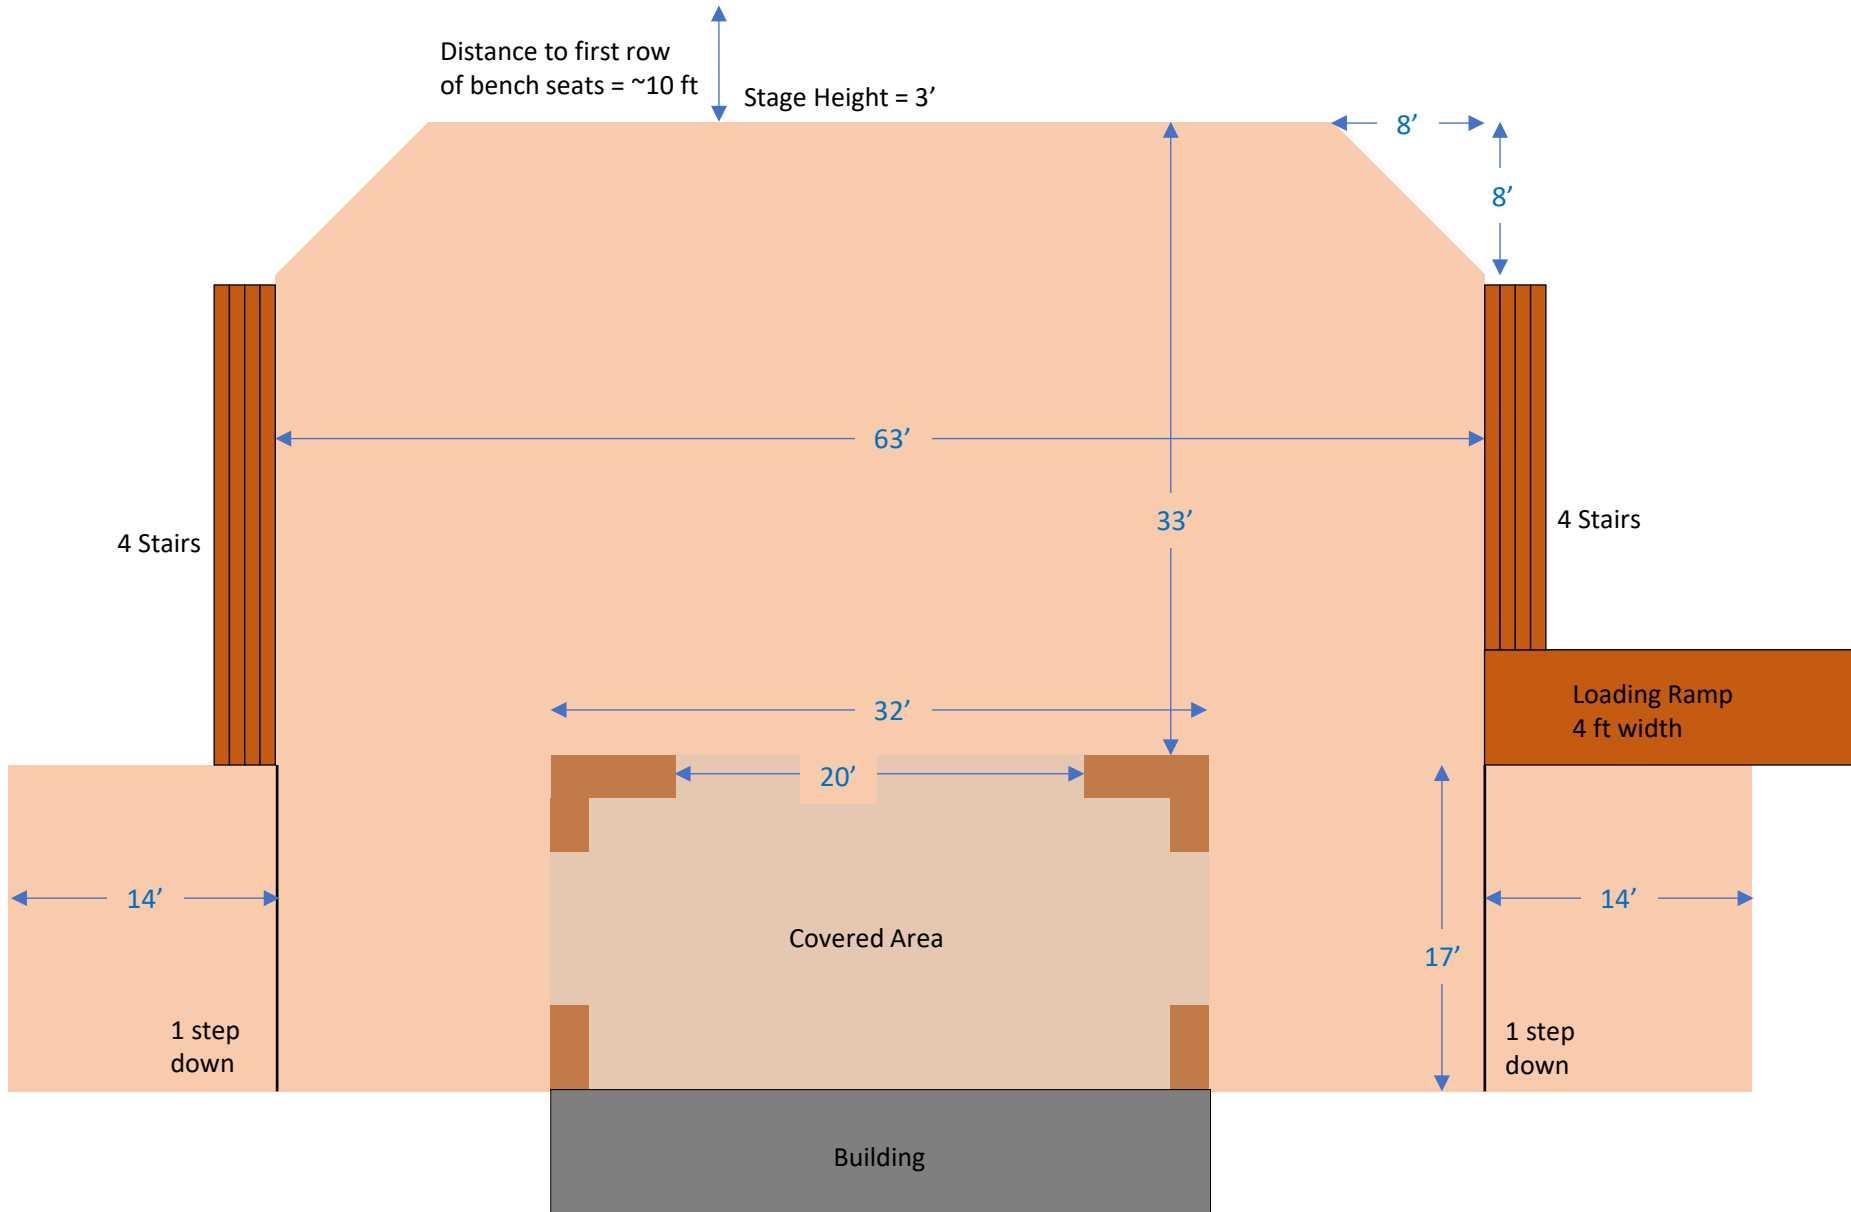 Distance to first row
of bench seats = ~10 ft
Stage Height = 3’
8’
8’
63’
33’
4 Stairs
4 Stairs
32’
Loading Ramp
4 ft width
20’
14’
14’
Covered Area
17’
1 step
down
1 step
down
Building